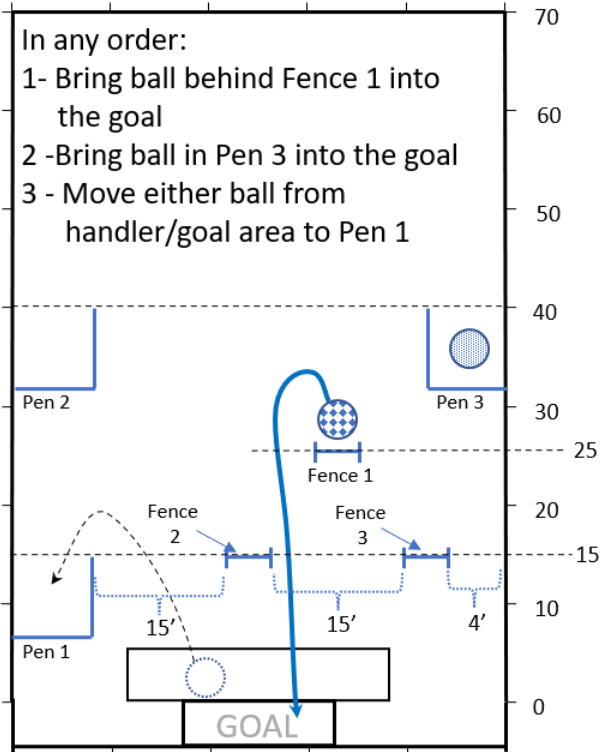 In any order:
1- Bring ball behind Fence 1 into
the goal
2 -Bring ball in Pen 3 into the goal
3 - Move either ball from
handler/goal area to Pen 1
70
60
50
40
Pen 2
Pen 3
30
25
Fence 1
20
Fence
2
Fence
3
15
10
15’
15’
4’
Pen 1
0
GOAL